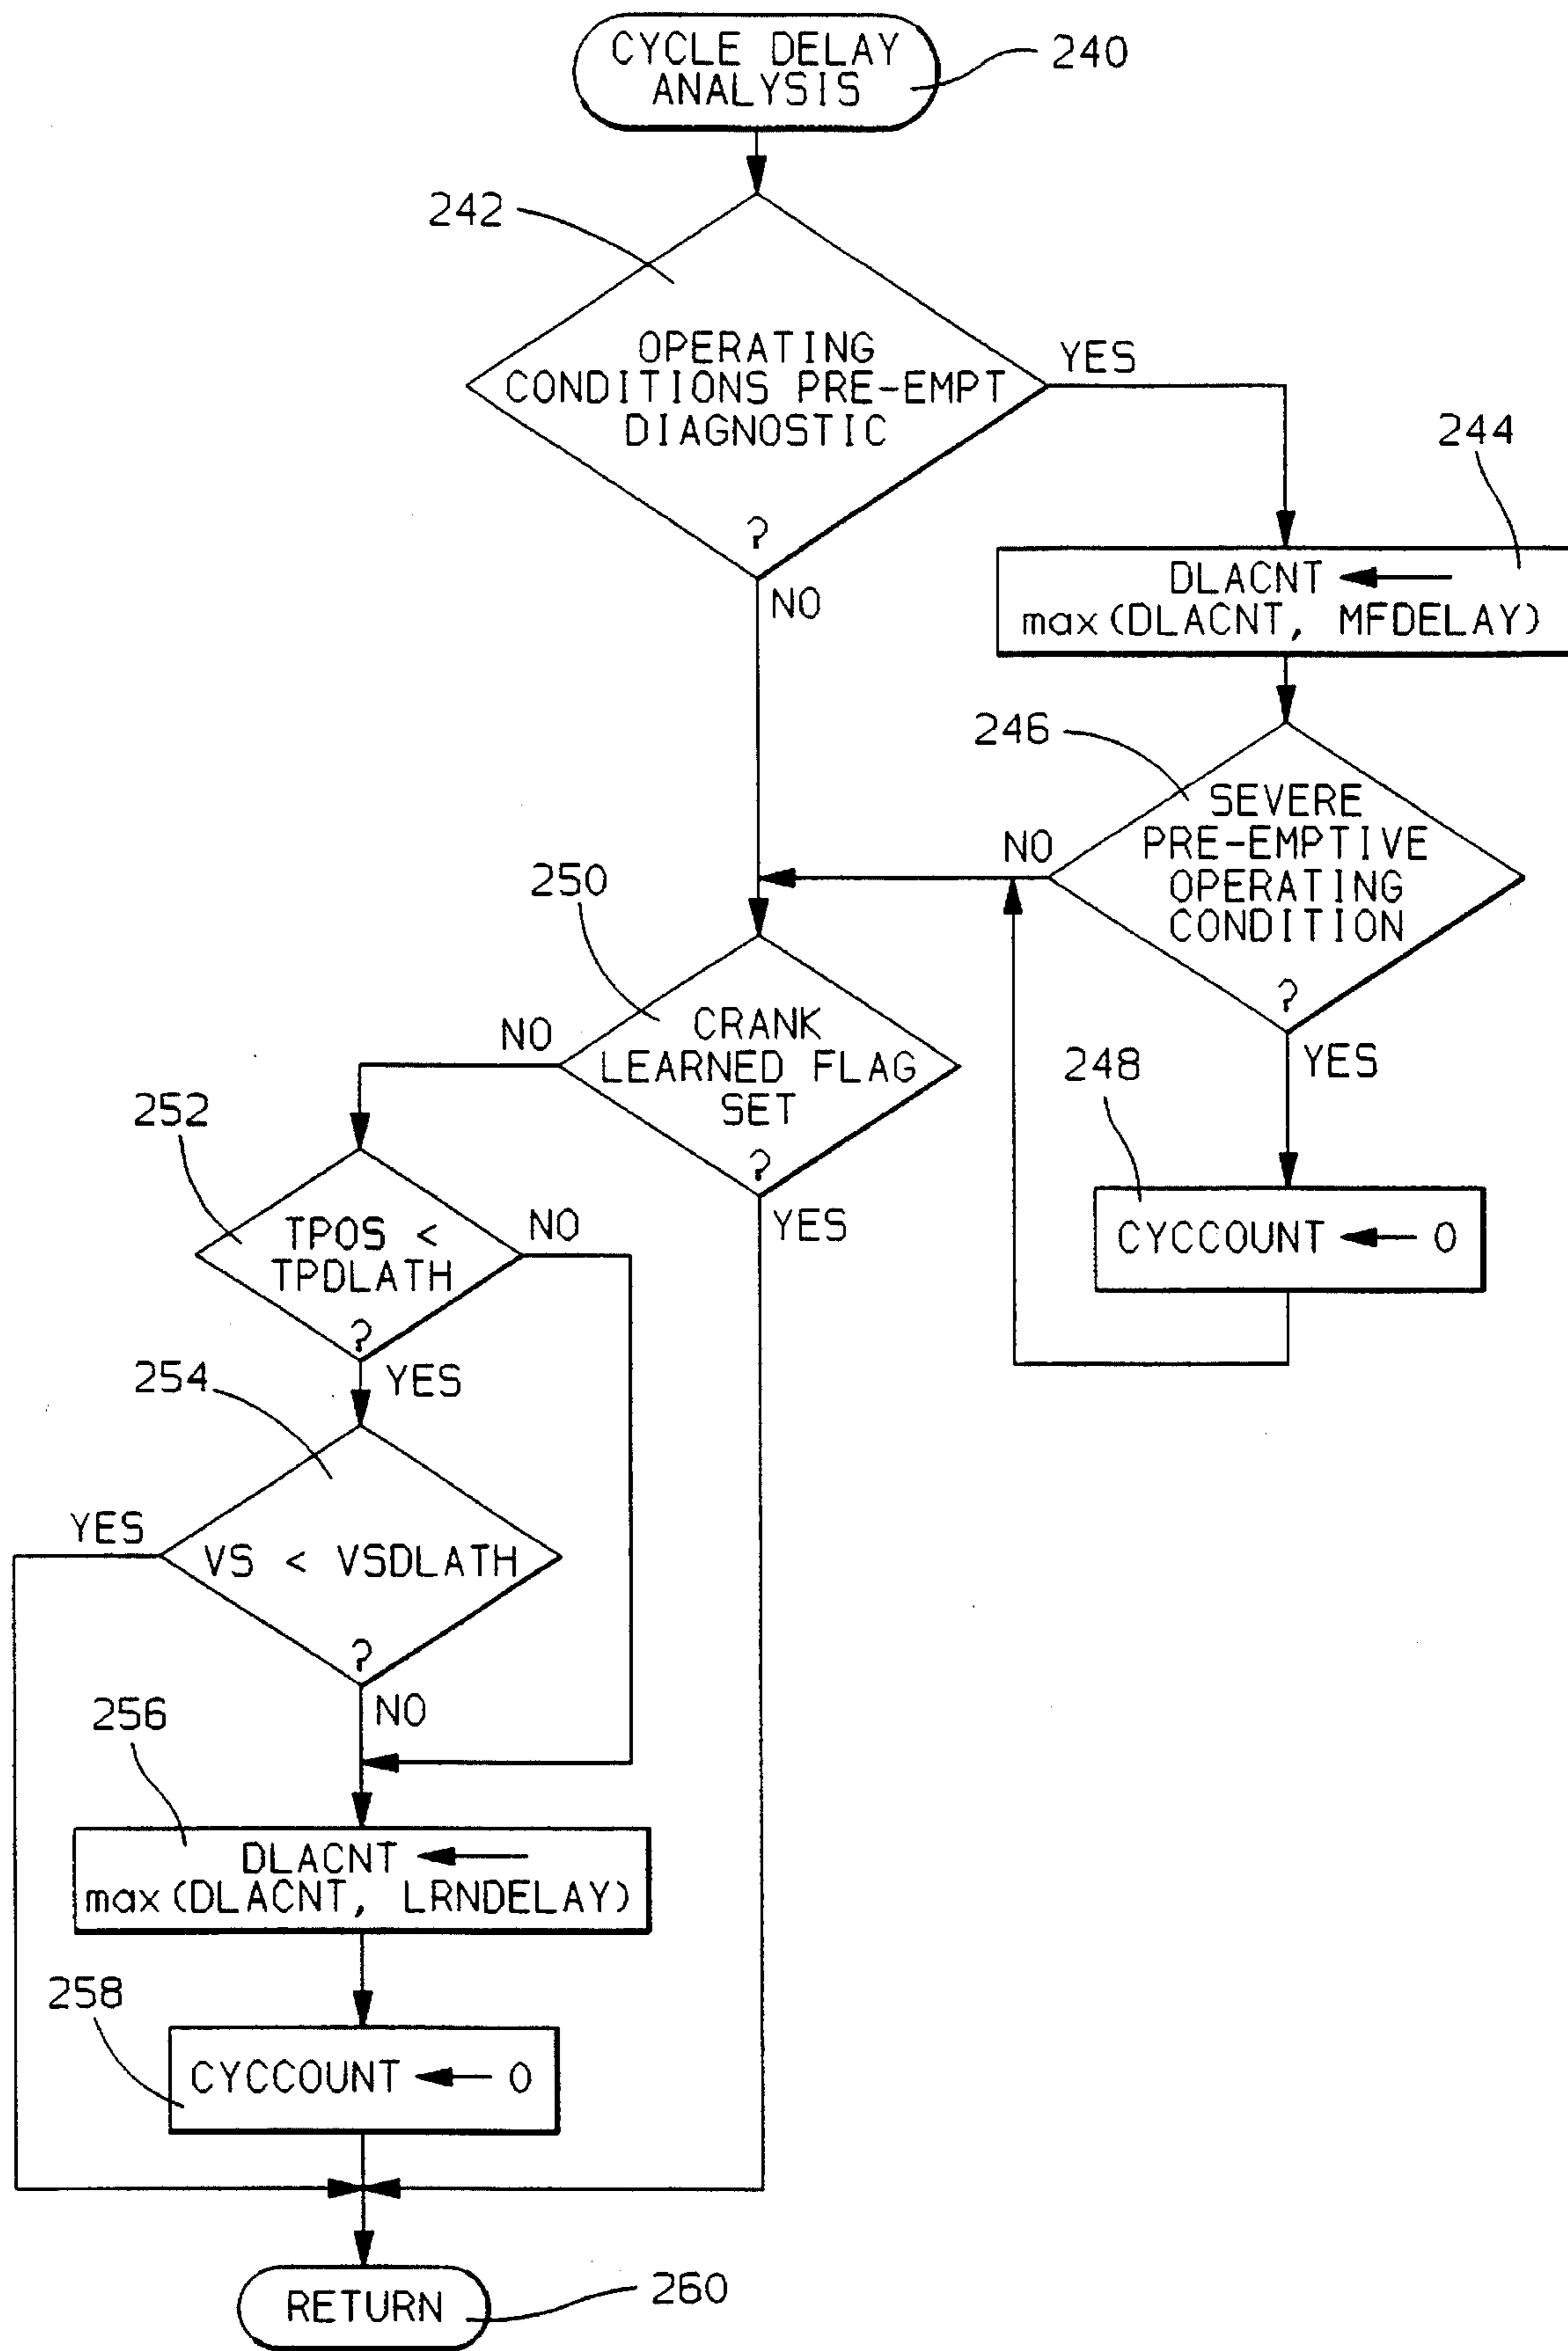 CYCLE DELAY
ANALYSIS
240
242
OPERATING
CONDITIONS PRE-EMPT
DIAGNOSTIC
?
YES
NO
244
DLACNT ←
max(DLACNT, MFDELAY)
246
SEVERE
PRE-EMPTIVE
OPERATING
CONDITION
?
NO
YES
248
CYCCOUNT ← 0
250
CRANK
LEARNED FLAG
SET
?
NO
YES
252
TPOS <
TPDLATH
?
NO
YES
254
VS < VSDLATH
?
YES
NO
256
DLACNT ←
max(DLACNT, LRNDELAY)
258
CYCCOUNT ← 0
RETURN
260